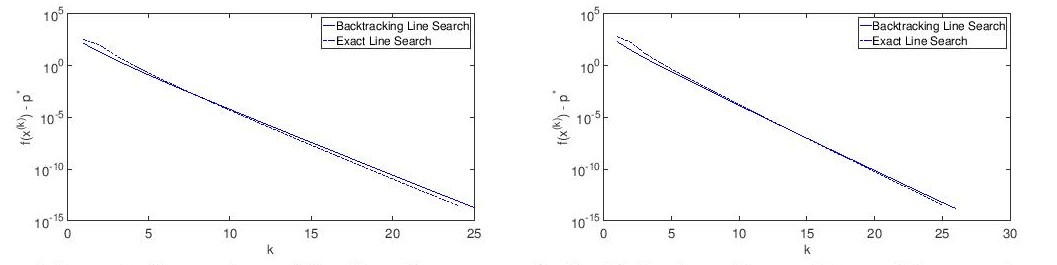 Backtracking Line Search
Exact Line Search
10^5
10^0
10^-5
10^-10
10^-15
f(x^(k)) - p^*
0 5 10 15 20 25
k
Backtracking Line Search
Exact Line Search
10^5
10^0
10^-5
10^-10
10^-15
f(x^(k)) - p^*
0 5 10 15 20 25 30
k